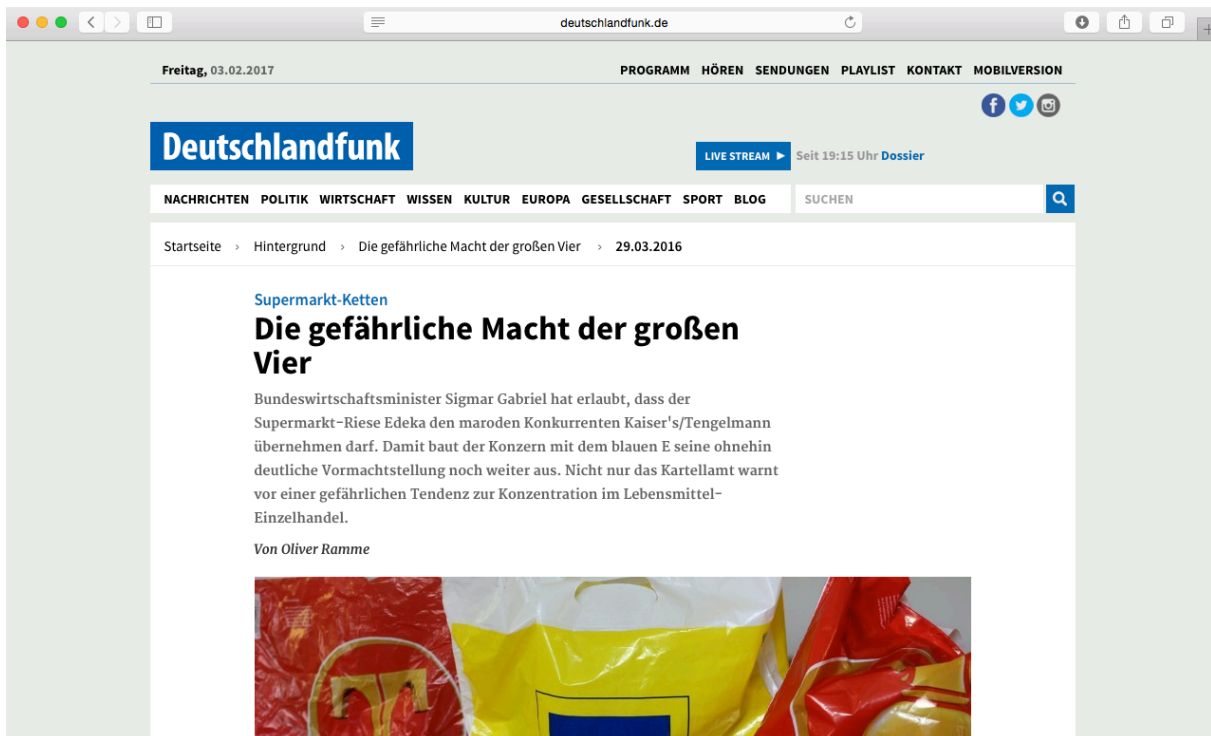 deutschlandfunk.de
Freitag, 03.02.2017 PROGRAMM HÖREN SENDUNGEN PLAYLIST KONTAKT MOBILVERSION
Deutschlandfunk
LIVE STREAM Seit 19:15 Uhr Dossier
NACHRICHTEN POLITIK WIRTSCHAFT WISSEN KULTUR EUROPA GESELLSCHAFT SPORT BLOG SUCHEN
Startseite › Hintergrund › Die gefährliche Macht der großen Vier › 29.03.2016
Supermarkt-Ketten
Die gefährliche Macht der großen
Vier
Bundeswirtschaftsminister Sigmar Gabriel hat erlaubt, dass der
Supermarkt-Riese Edeka den maroden Konkurrenten Kaiser's/Tengelmann
übernehmen darf. Damit baut der Konzern mit dem blauen E seine ohnehin
deutliche Vormachtstellung noch weiter aus. Nicht nur das Kartellamt warnt
vor einer gefährlichen Tendenz zur Konzentration im Lebensmittel-
Einzelhandel.
Von Oliver Ramme
T